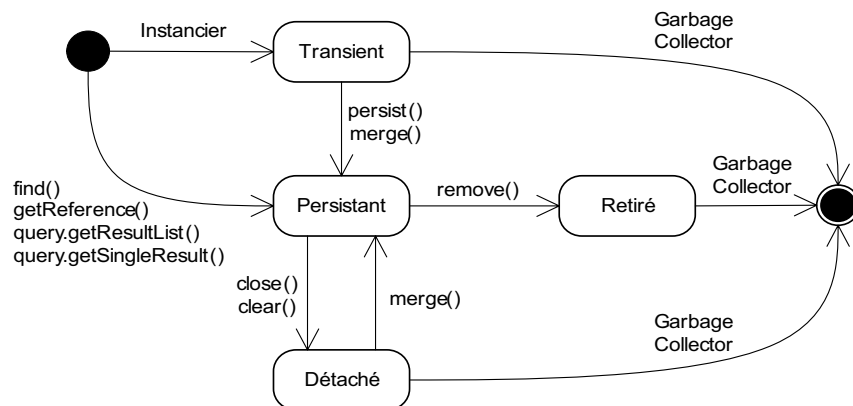 Instancier
Transient
Garbage
Collector
persist()
merge()
find()
getReference()
query.getResultList()
query.getSingleResult()
Persistant
remove()
Retiré
Garbage
Collector
close()
clear()
merge()
Garbage
Collector
Détaché